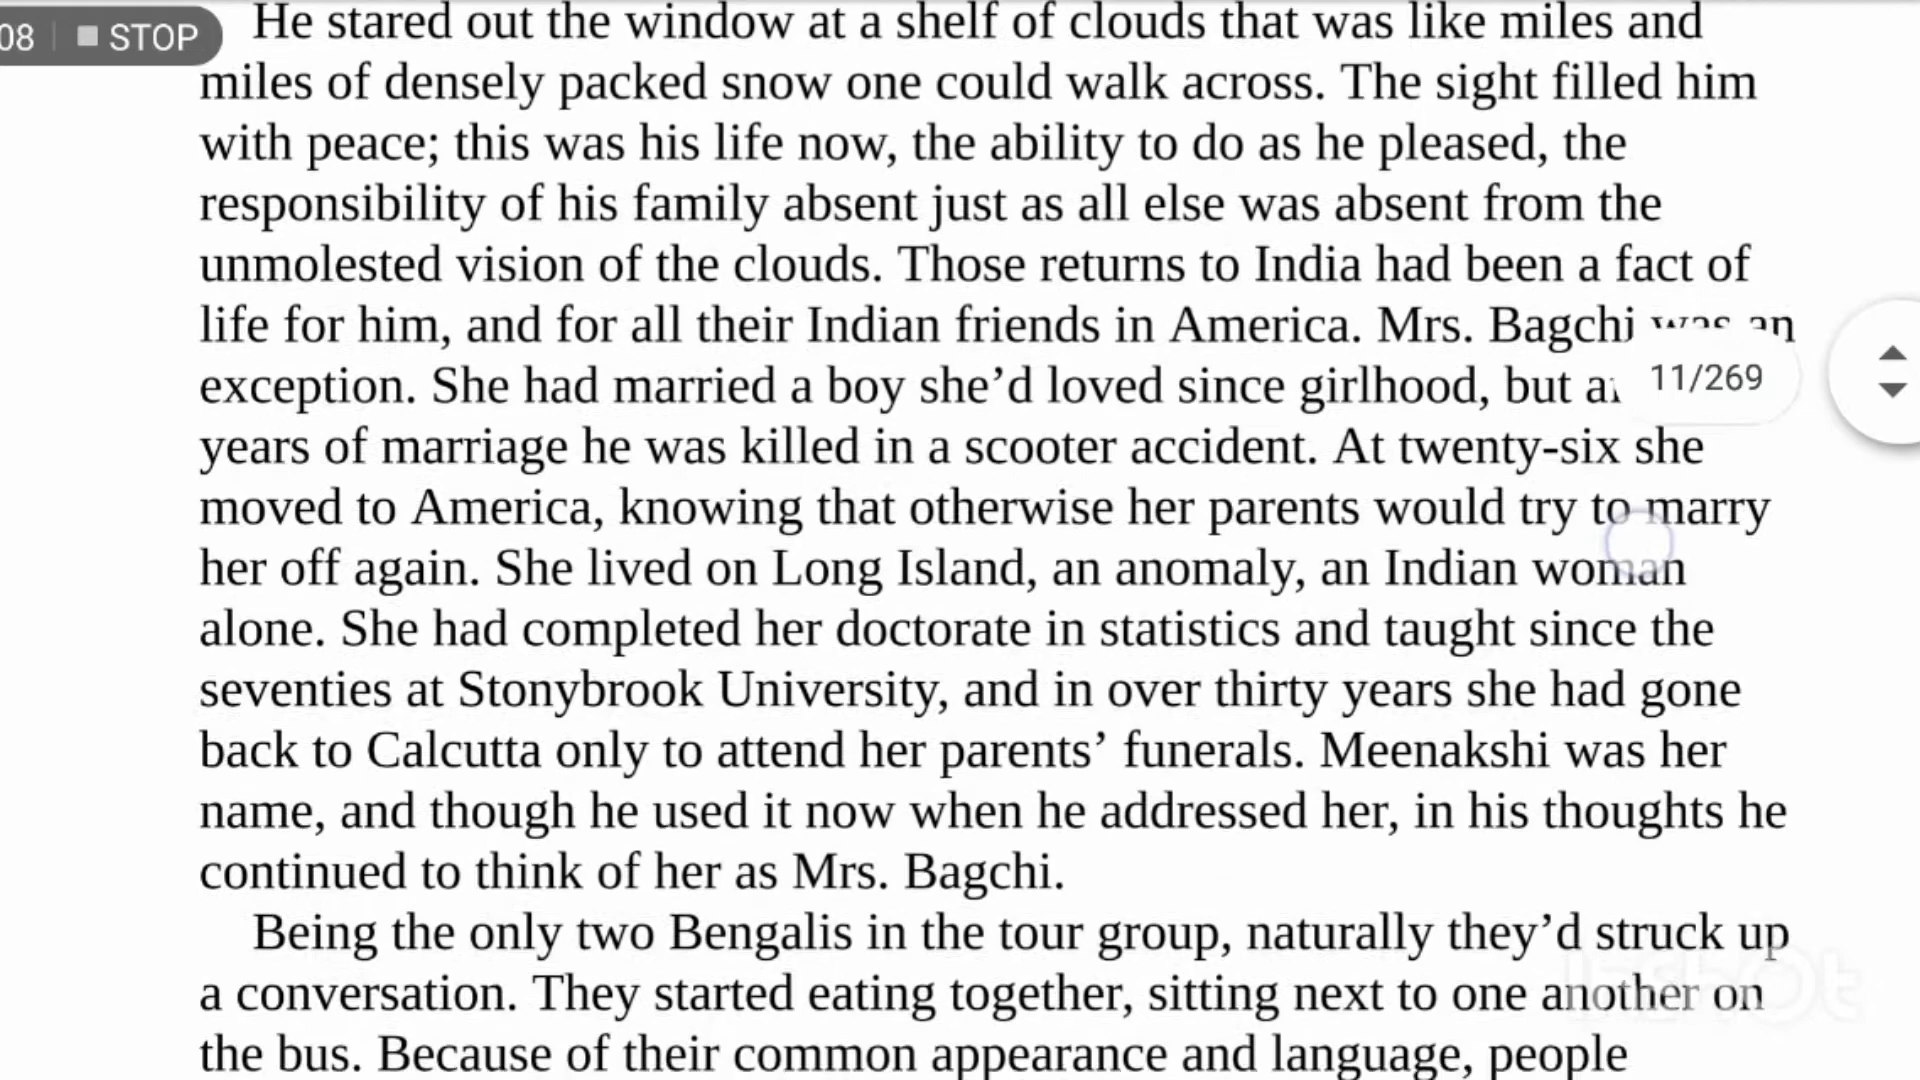 08 STOP
He stared out the window at a shelf of clouds that was like miles and
miles of densely packed snow one could walk across. The sight filled him
with peace; this was his life now, the ability to do as he pleased, the
responsibility of his family absent just as all else was absent from the
unmolested vision of the clouds. Those returns to India had been a fact of
life for him, and for all their Indian friends in America. Mrs. Bagchi was an
exception. She had married a boy she’d loved since girlhood, but
11/269
years of marriage he was killed in a scooter accident. At twenty-six she
moved to America, knowing that otherwise her parents would try to marry
her off again. She lived on Long Island, an anomaly, an Indian woman
alone. She had completed her doctorate in statistics and taught since the
seventies at Stonybrook University, and in over thirty years she had gone
back to Calcutta only to attend her parents’ funerals. Meenakshi was her
name, and though he used it now when he addressed her, in his thoughts he
continued to think of her as Mrs. Bagchi.
Being the only two Bengalis in the tour group, naturally they’d struck up
a conversation. They started eating together, sitting next to one another on
the bus. Because of their common appearance and language, people